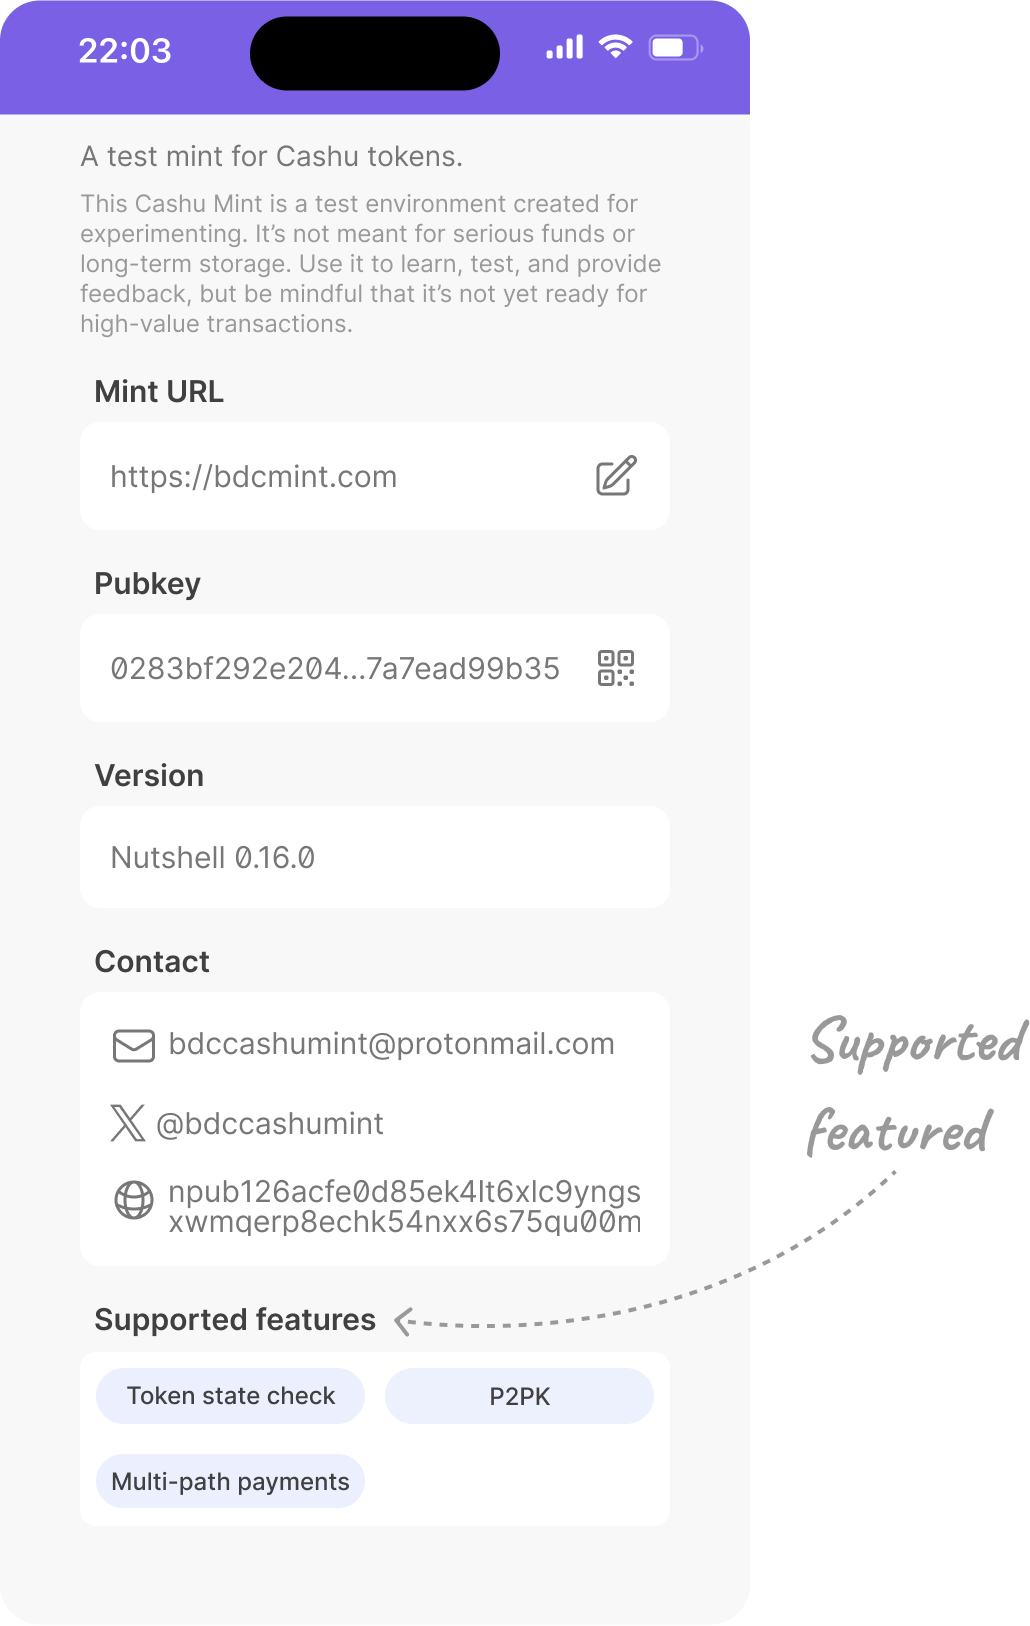 22:03
A test mint for Cashu tokens.
This Cashu Mint is a test environment created for
experimenting. It’s not meant for serious funds or
long-term storage. Use it to learn, test, and provide
feedback, but be mindful that it’s not yet ready for
high-value transactions.
Mint URL
https://bdcmint.com
Pubkey
0283bf292e204...7a7ead99b35
Version
Nutshell 0.16.0
Contact
bdccashumint@protonmail.com
@bdccashumint
npub126acfe0d85ek4lt6xlc9yngs
xwmqerp8echk54nxx6s75qu00m
Supported
featured
Supported features
Token state check
P2PK
Multi-path payments